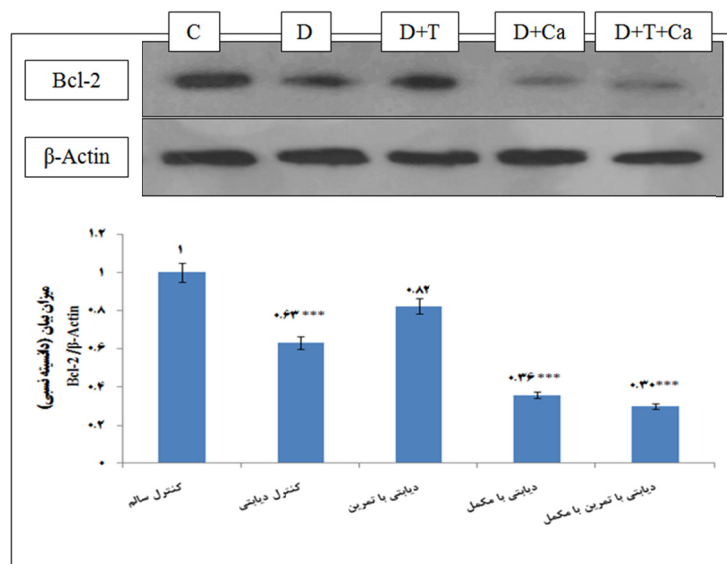 C D D+T D+Ca D+T+Ca
Bcl-2
β-Actin
میزان بیان (دانسیته نسبی)
Bcl-2/β-Actin
۱.۲
۱
۰.۸
۰.۶
۰.۴
۰.۲
۰
۱
۰.۶۳ ***
۰.۸۲
۰.۳۶ ***
۰.۳۰***
کنترل سالم
کنترل دیابتی
دیابتی با تمرین
دیابتی با مکمل
دیابتی با تمرین با مکمل